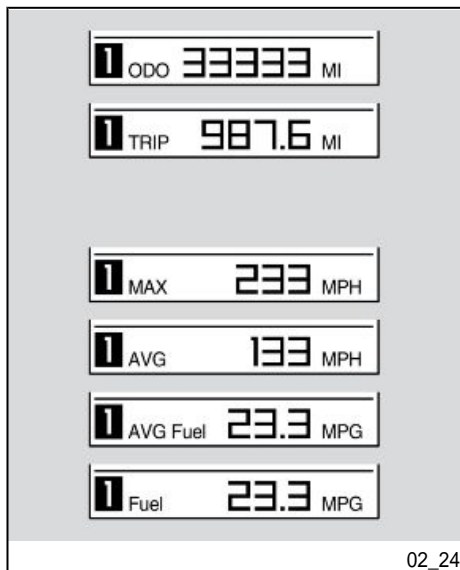 1 ODO 33333 MI
1 TRIP 987.6 MI
1 MAX 233 MPH
1 AVG 133 MPH
1 AVG Fuel 23.3 MPG
1 Fuel 23.3 MPG
02_24